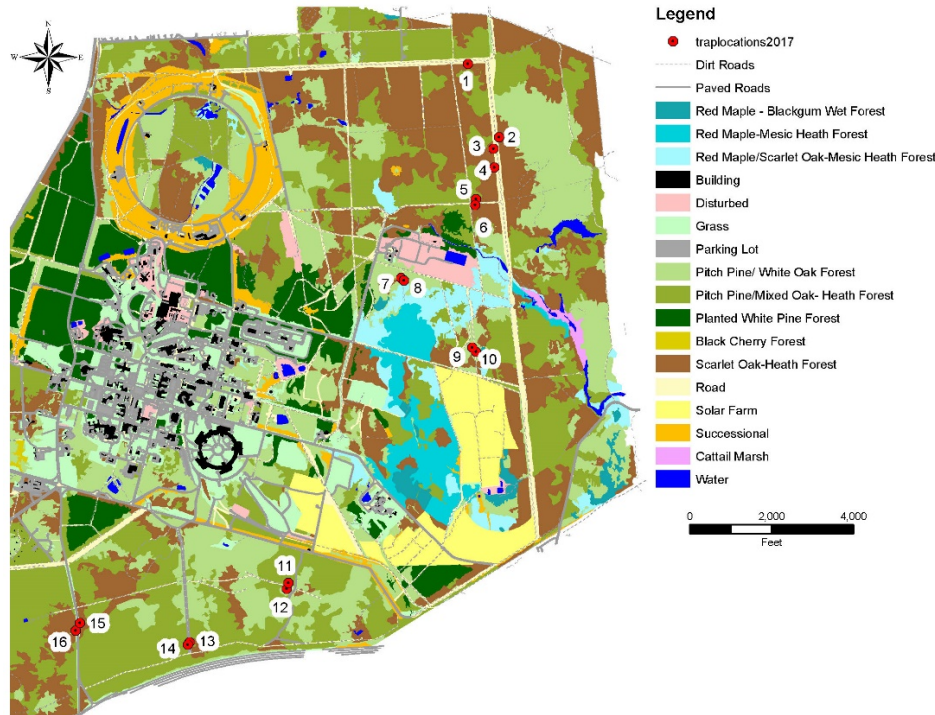 N
W E
S
1
2
3
4
5
6
7
8
9
10
11
12
13
14
15
16
Legend
traplocations2017
Dirt Roads
Paved Roads
Red Maple - Blackgum Wet Forest
Red Maple-Mesic Heath Forest
Red Maple/Scarlet Oak-Mesic Heath Forest
Building
Disturbed
Grass
Parking Lot
Pitch Pine/ White Oak Forest
Pitch Pine/Mixed Oak- Heath Forest
Planted White Pine Forest
Black Cherry Forest
Scarlet Oak-Heath Forest
Road
Solar Farm
Successional
Cattail Marsh
Water
0 2,000 4,000
Feet